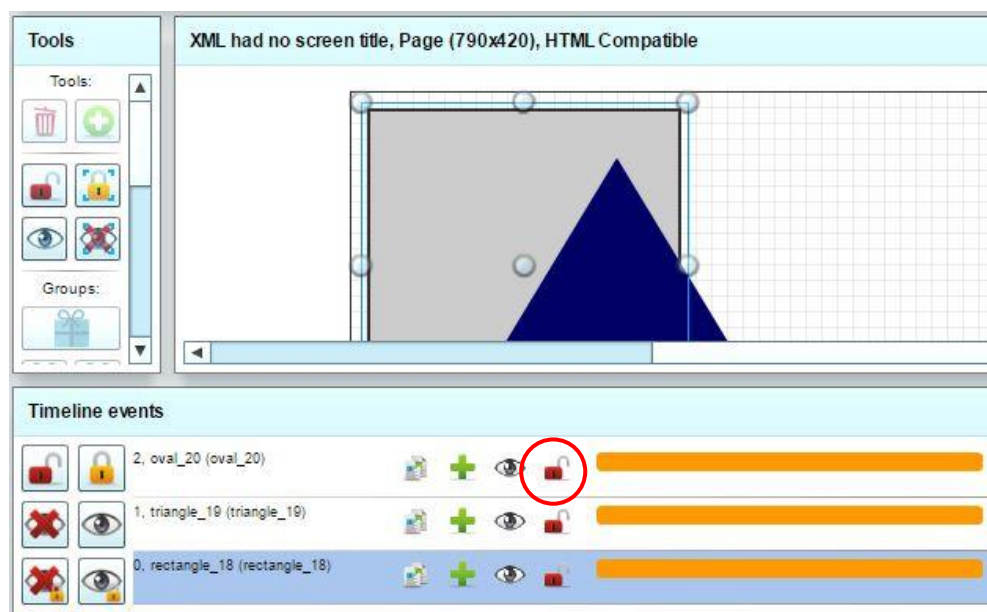 Tools
XML had no screen title, Page (790x420), HTML Compatible
Tools:
Groups:
Timeline events
2, oval_20 (oval_20)
1, triangle_19 (triangle_19)
0, rectangle_18 (rectangle_18)